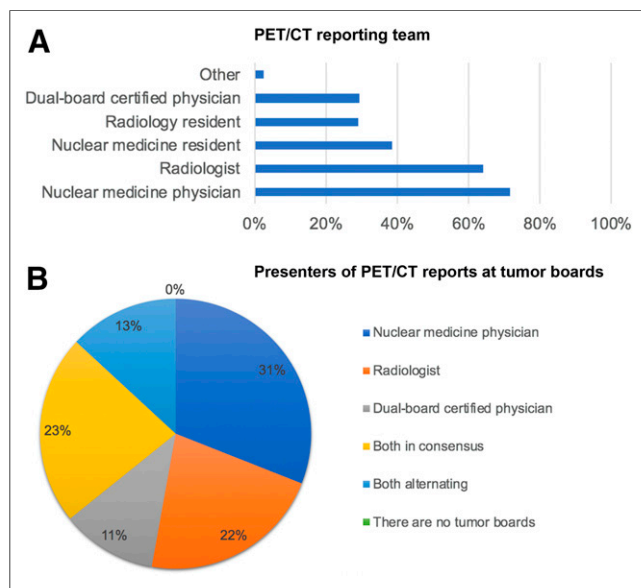 A
PET/CT reporting team
Other
Dual-board certified physician
Radiology resident
Nuclear medicine resident
Radiologist
Nuclear medicine physician
0% 20% 40% 60% 80% 100%
B
Presenters of PET/CT reports at tumor boards
0%
13%
31%
23%
11%
22%
Nuclear medicine physician
Radiologist
Dual-board certified physician
Both in consensus
Both alternating
There are no tumor boards